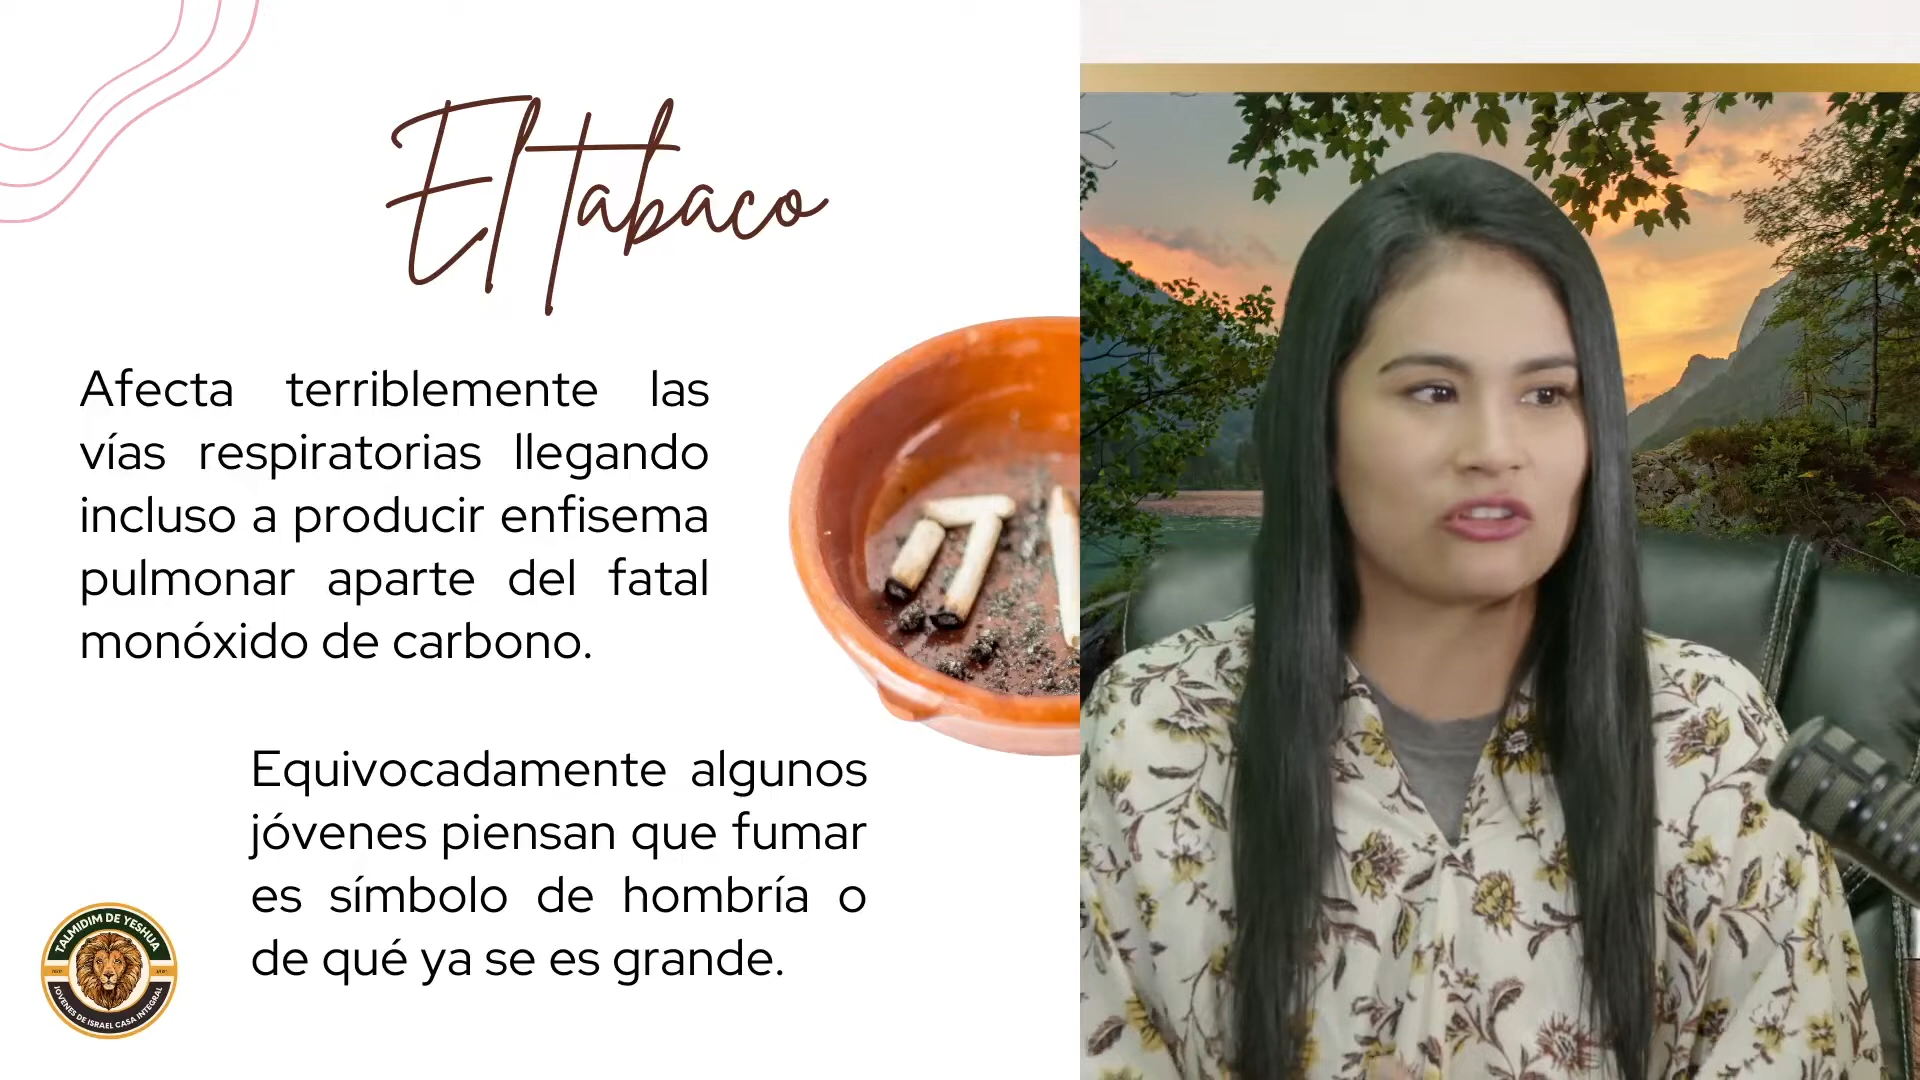 El tabaco
Afecta terriblemente las
vías respiratorias llegando
incluso a producir enfisema
pulmonar aparte del fatal
monóxido de carbono.
Equivocadamente algunos
jóvenes piensan que fumar
es símbolo de hombría o
de qué ya se es grande.
TALMIDIM DE YESHUA
JOVENES DE ISRAEL CASA INTEGRAL